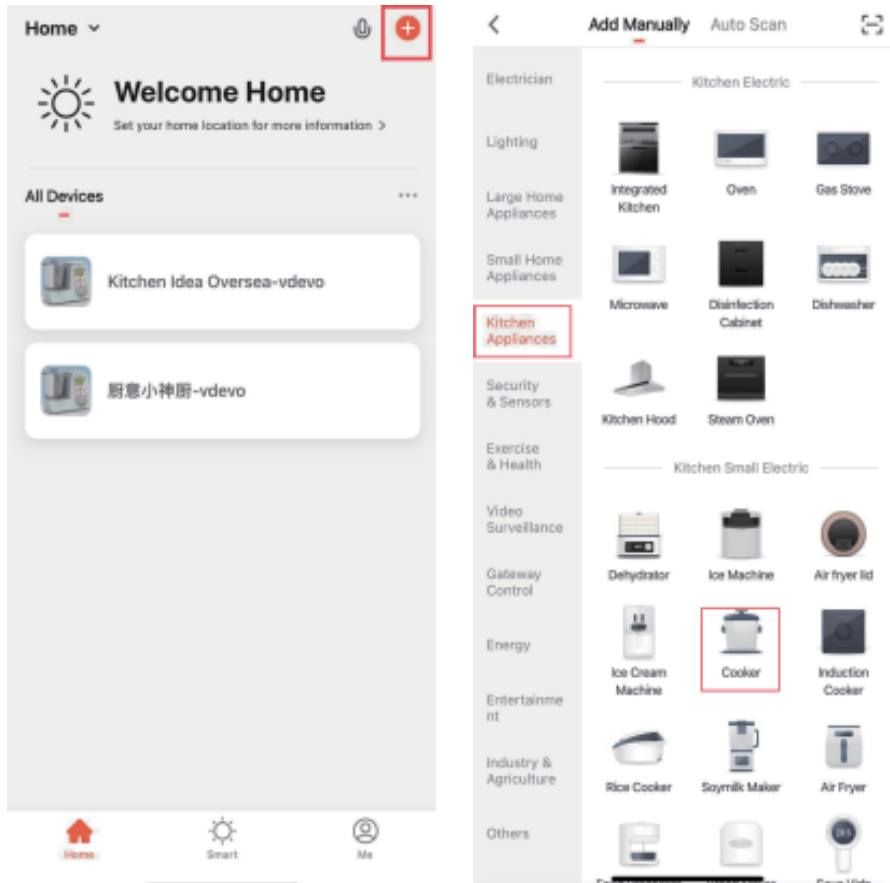 Home
Welcome Home
Set your home location for more information >
All Devices
Kitchen Idea Oversea-vdevo
厨意小神厨-vdevo
Home
Smart
Me
Add Manually
Auto Scan
Electrician
Lighting
Large Home
Appliances
Small Home
Appliances
Kitchen
Appliances
Security
& Sensors
Exercise
& Health
Video
Surveillance
Gateway
Control
Energy
Entertainme
nt
Industry &
Agriculture
Others
Kitchen Electric
Integrated
Kitchen
Oven
Gas Stove
Microwave
Disinfection
Cabinet
Dishwasher
Kitchen Hood
Steam Oven
Kitchen Small Electric
Dehydrator
Ice Machine
Air fryer lid
Ice Cream
Machine
Cooker
Induction
Cooker
Rice Cooker
Soymilk Maker
Air Fryer